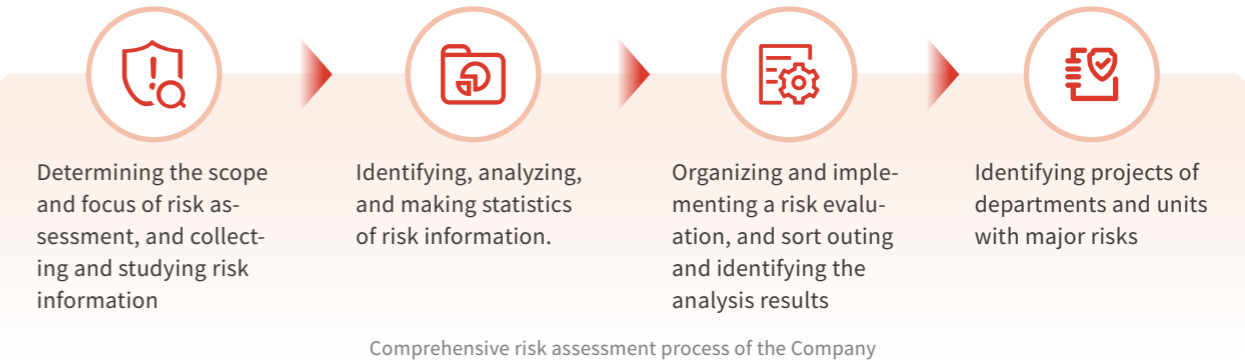 Determining the scope
and focus of risk as-
sessment, and collect-
ing and studying risk
information
Identifying, analyzing,
and making statistics
of risk information.
Organizing and imple-
menting a risk evalu-
ation, and sort outing
and identifying the
analysis results
Identifying projects of
departments and units
with major risks
Comprehensive risk assessment process of the Company